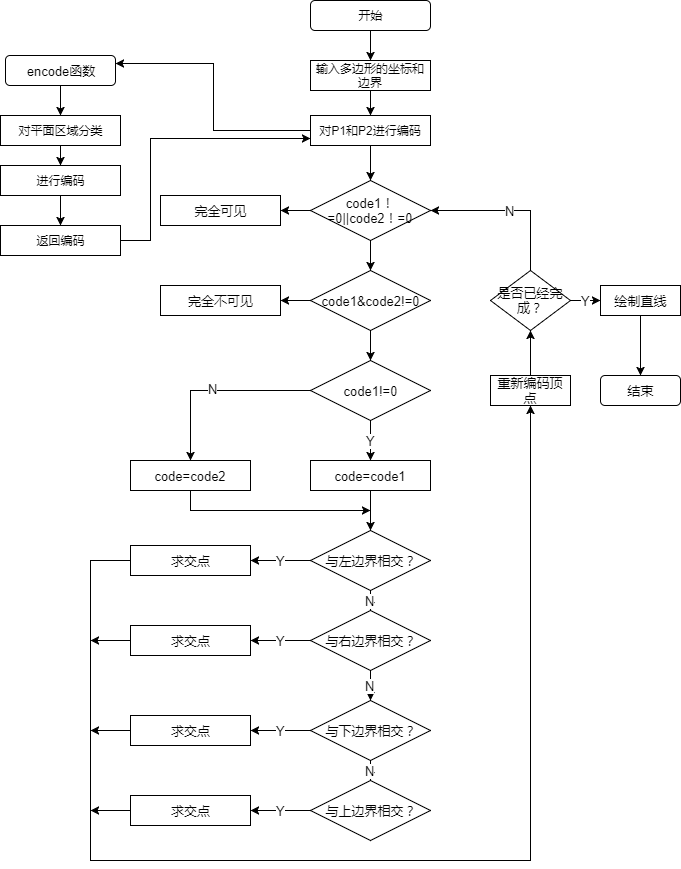 开始
输入多边形的坐标和
边界
encode函数
对P1和P2进行编码
对平面区域分类
进行编码
返回编码
code1！
=0||code2！=0
完全可见
N
code1&code2!=0
完全不可见
是否已经完
成？
Y
绘制直线
code1!=0
N
重新编码顶
点
结束
Y
code=code2
code=code1
与左边界相交？
Y
求交点
N
与右边界相交？
Y
求交点
N
与下边界相交？
Y
求交点
N
与上边界相交？
Y
求交点